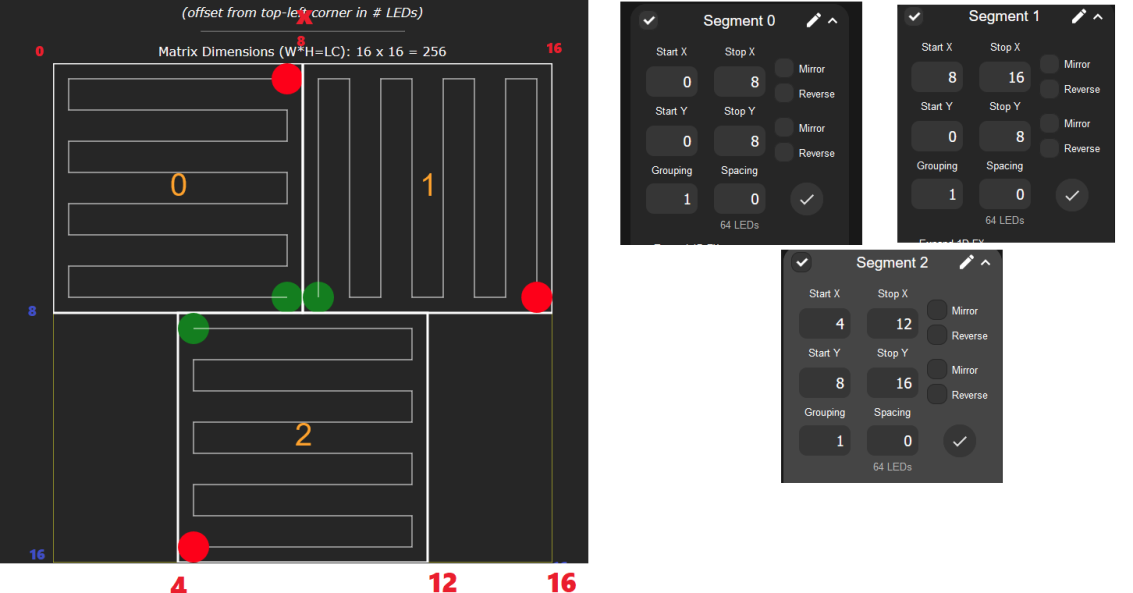 (offset from top-left corner in # LEDs)
X
8
0
16
Matrix Dimensions (W*H=LC): 16 x 16 = 256
0
1
8
2
16
4
12
16
Segment 0
Start X
Stop X
0
8
Mirror
Reverse
Start Y
Stop Y
0
8
Mirror
Reverse
Grouping
Spacing
1
0
64 LEDs
Segment 1
Start X
Stop X
8
16
Mirror
Reverse
Start Y
Stop Y
0
8
Mirror
Reverse
Grouping
Spacing
1
0
64 LEDs
Segment 2
Start X
Stop X
4
12
Mirror
Reverse
Start Y
Stop Y
8
16
Mirror
Reverse
Grouping
Spacing
1
0
64 LEDs